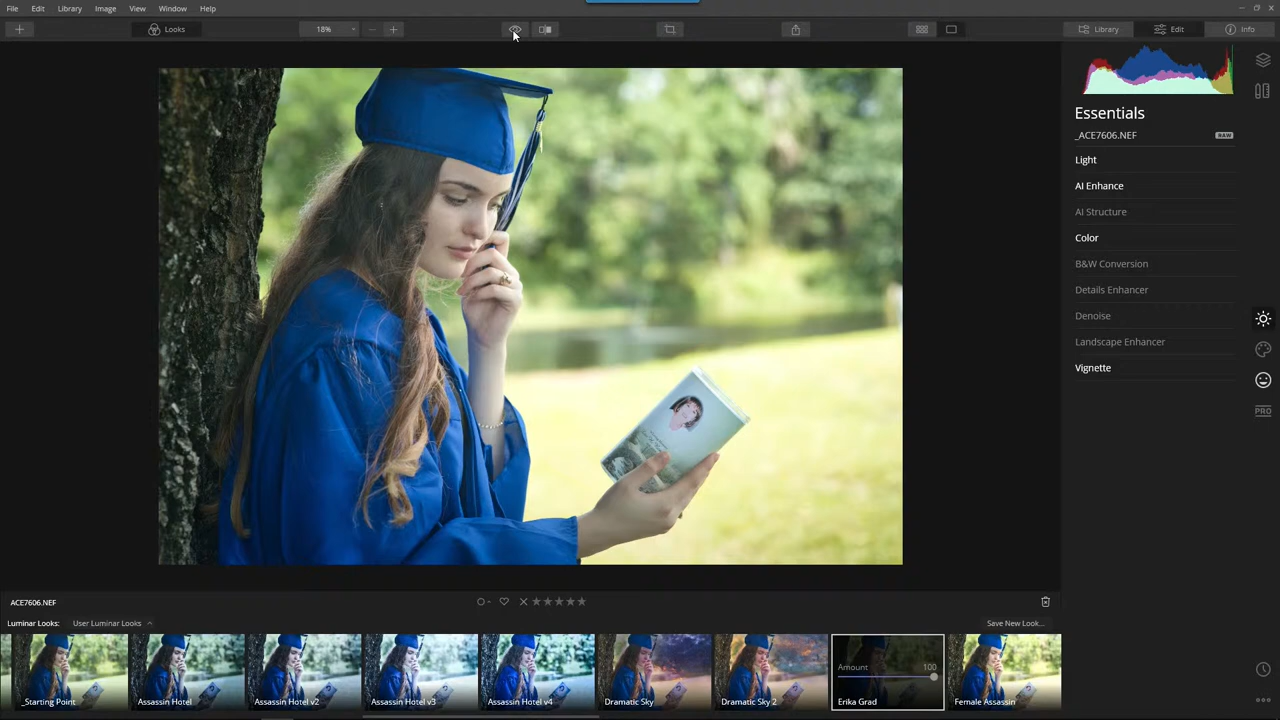 File Edit Library Image View Window Help
Looks 18% Library Edit Info
Essentials
_ACE7606.NEF RAW
Light
AI Enhance
AI Structure
Color
B&W Conversion
Details Enhancer
Denoise
Landscape Enhancer
Vignette
PRO
ACE7606.NEF
Luminar Looks: User Luminar Looks Save New Look...
Amount 100
_Starting Point Assassin Hotel Assassin Hotel v2 Assassin Hotel v3 Assassin Hotel v4 Dramatic Sky Dramatic Sky 2 Erika Grad Female Assassin